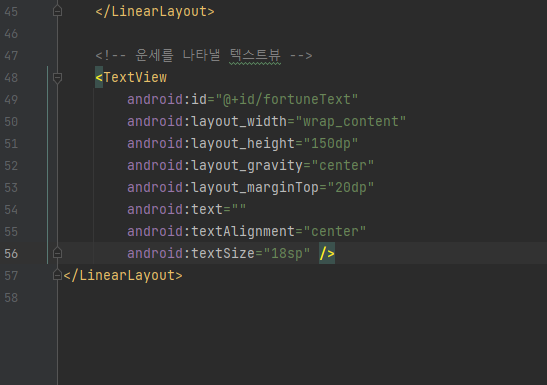 45 </LinearLayout>
46
47 <!-- 운세를 나타낼 텍스트뷰 -->
48 <TextView
49 android:id="@+id/fortuneText"
50 android:layout_width="wrap_content"
51 android:layout_height="150dp"
52 android:layout_gravity="center"
53 android:layout_marginTop="20dp"
54 android:text=""
55 android:textAlignment="center"
56 android:textSize="18sp" />
57 </LinearLayout>
58